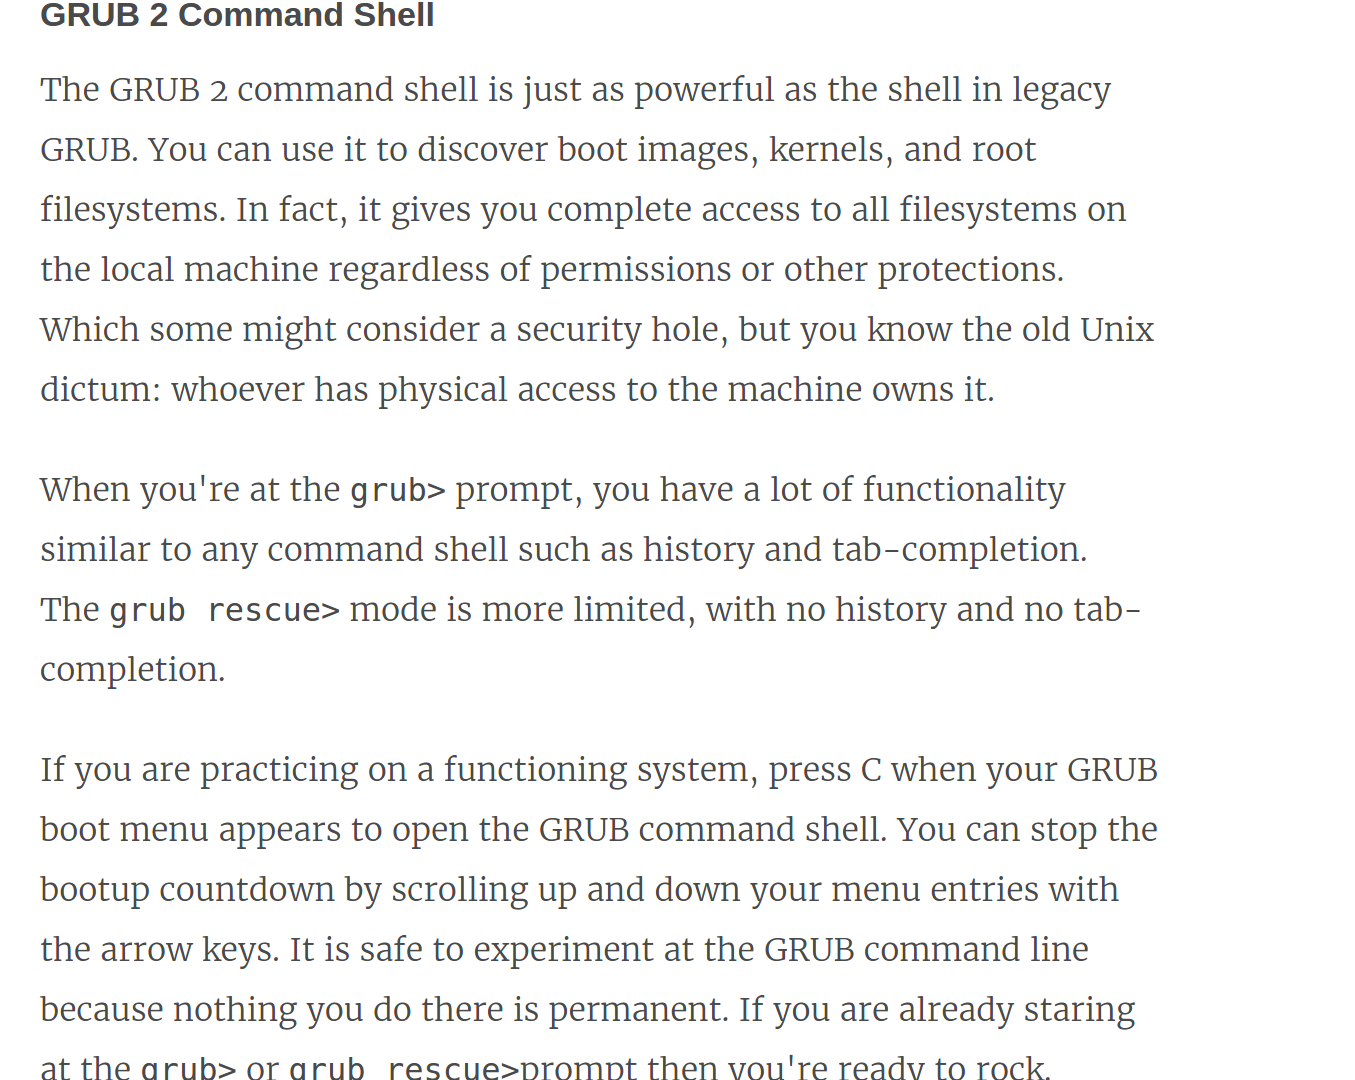 GRUB 2 Command Shell
The GRUB 2 command shell is just as powerful as the shell in legacy
GRUB. You can use it to discover boot images, kernels, and root
filesystems. In fact, it gives you complete access to all filesystems on
the local machine regardless of permissions or other protections.
Which some might consider a security hole, but you know the old Unix
dictum: whoever has physical access to the machine owns it.
When you're at the grub> prompt, you have a lot of functionality
similar to any command shell such as history and tab-completion.
The grub rescue> mode is more limited, with no history and no tab-
completion.
If you are practicing on a functioning system, press C when your GRUB
boot menu appears to open the GRUB command shell. You can stop the
bootup countdown by scrolling up and down your menu entries with
the arrow keys. It is safe to experiment at the GRUB command line
because nothing you do there is permanent. If you are already staring
at the grub> or grub rescue>prompt then you're ready to rock.